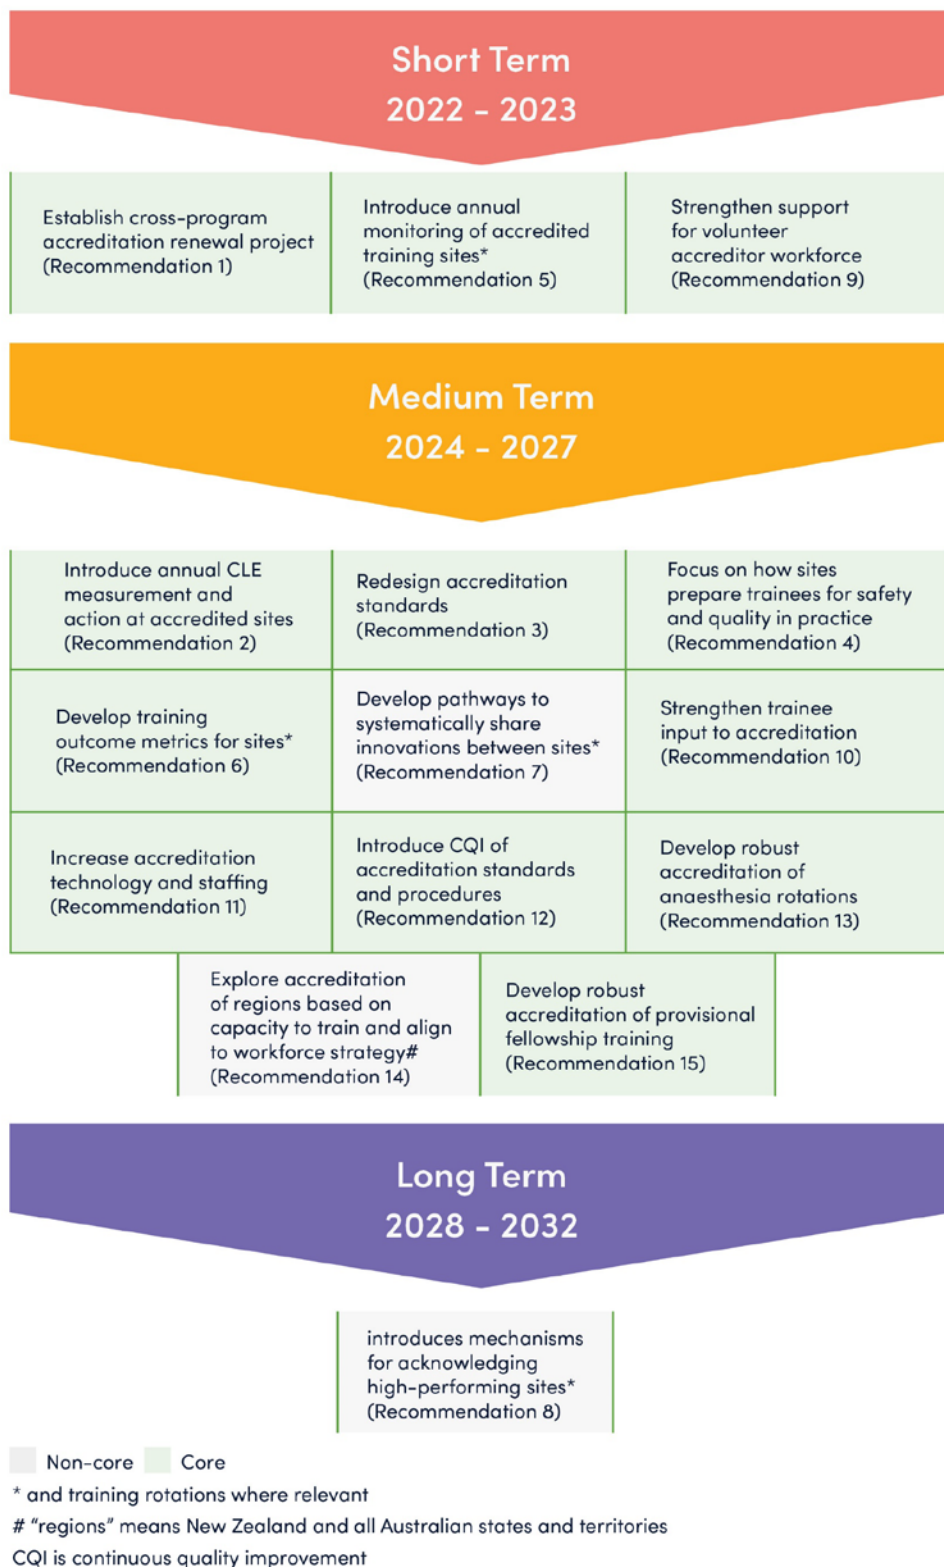 Short Term
2022 - 2023
Establish cross-program
accreditation renewal project
(Recommendation 1)
Introduce annual
monitoring of accredited
training sites*
(Recommendation 5)
Strengthen support
for volunteer
accreditor workforce
(Recommendation 9)
Medium Term
2024 - 2027
Introduce annual CLE
measurement and
action at accredited sites
(Recommendation 2)
Redesign accreditation
standards
(Recommendation 3)
Focus on how sites
prepare trainees for safety
and quality in practice
(Recommendation 4)
Develop training
outcome metrics for sites*
(Recommendation 6)
Develop pathways to
systematically share
innovations between sites*
(Recommendation 7)
Strengthen trainee
input to accreditation
(Recommendation 10)
Increase accreditation
technology and staffing
(Recommendation 11)
Introduce CQI of
accreditation standards
and procedures
(Recommendation 12)
Develop robust
accreditation of
anaesthesia rotations
(Recommendation 13)
Explore accreditation
of regions based on
capacity to train and align
to workforce strategy#
(Recommendation 14)
Develop robust
accreditation of provisional
fellowship training
(Recommendation 15)
Long Term
2028 - 2032
introduces mechanisms
for acknowledging
high-performing sites*
(Recommendation 8)
Non-core Core
* and training rotations where relevant
# "regions" means New Zealand and all Australian states and territories
CQI is continuous quality improvement